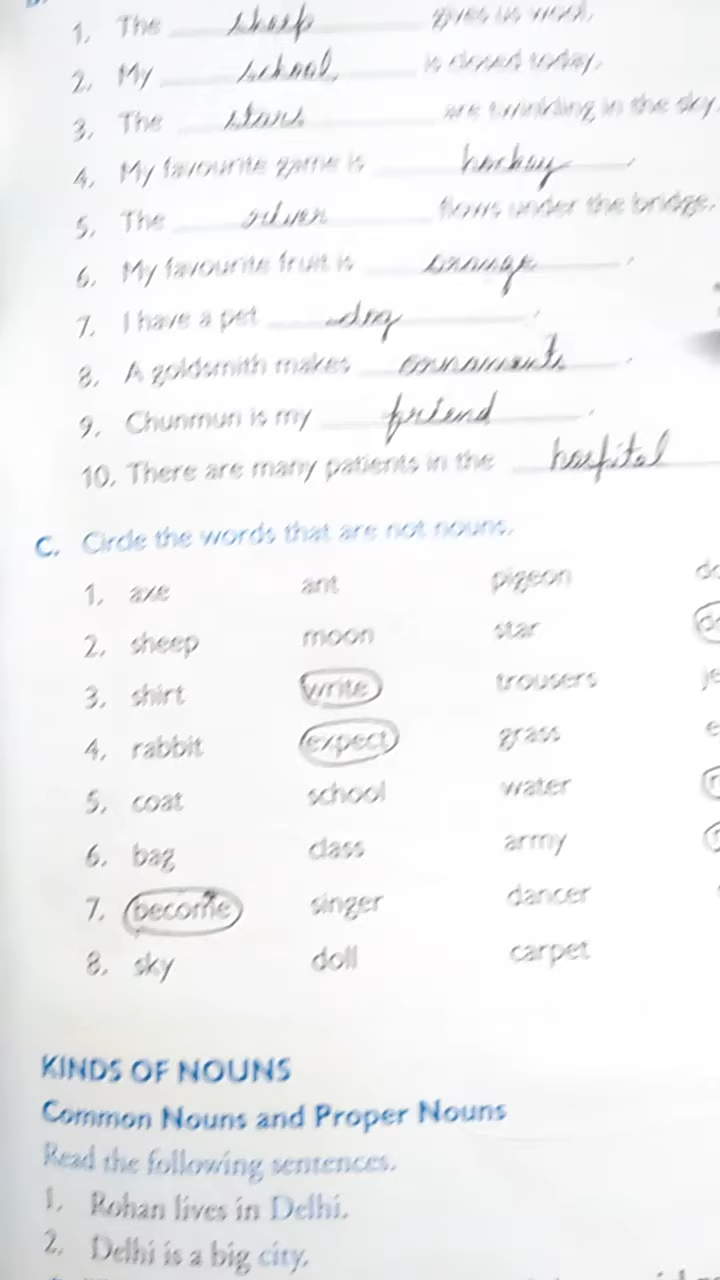 1. The sheep gives us wool.
2. My school is closed today.
3. The stars are twinkling in the sky.
4. My favourite game is hockey.
5. The river flows under the bridge.
6. My favourite fruit is orange.
7. I have a pet dog.
8. A goldsmith makes ornaments.
9. Chunmun is my friend.
10. There are many patients in the hospital
C. Circle the words that are not nouns.
1. axe ant pigeon
2. sheep moon star
3. shirt write trousers
4. rabbit expect grass
5. coat school water
6. bag class army
7. become singer dancer
8. sky doll carpet
KINDS OF NOUNS
Common Nouns and Proper Nouns
Read the following sentences.
1. Rohan lives in Delhi.
2. Delhi is a big city.